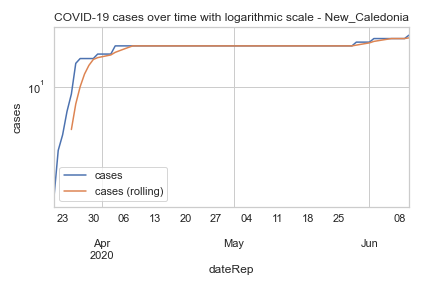 COVID-19 cases over time with logarithmic scale - New_Caledonia
cases
10¹
cases
cases (rolling)
23 30 06 13 20 27 04 11 18 25 08
Apr May Jun
2020
dateRep